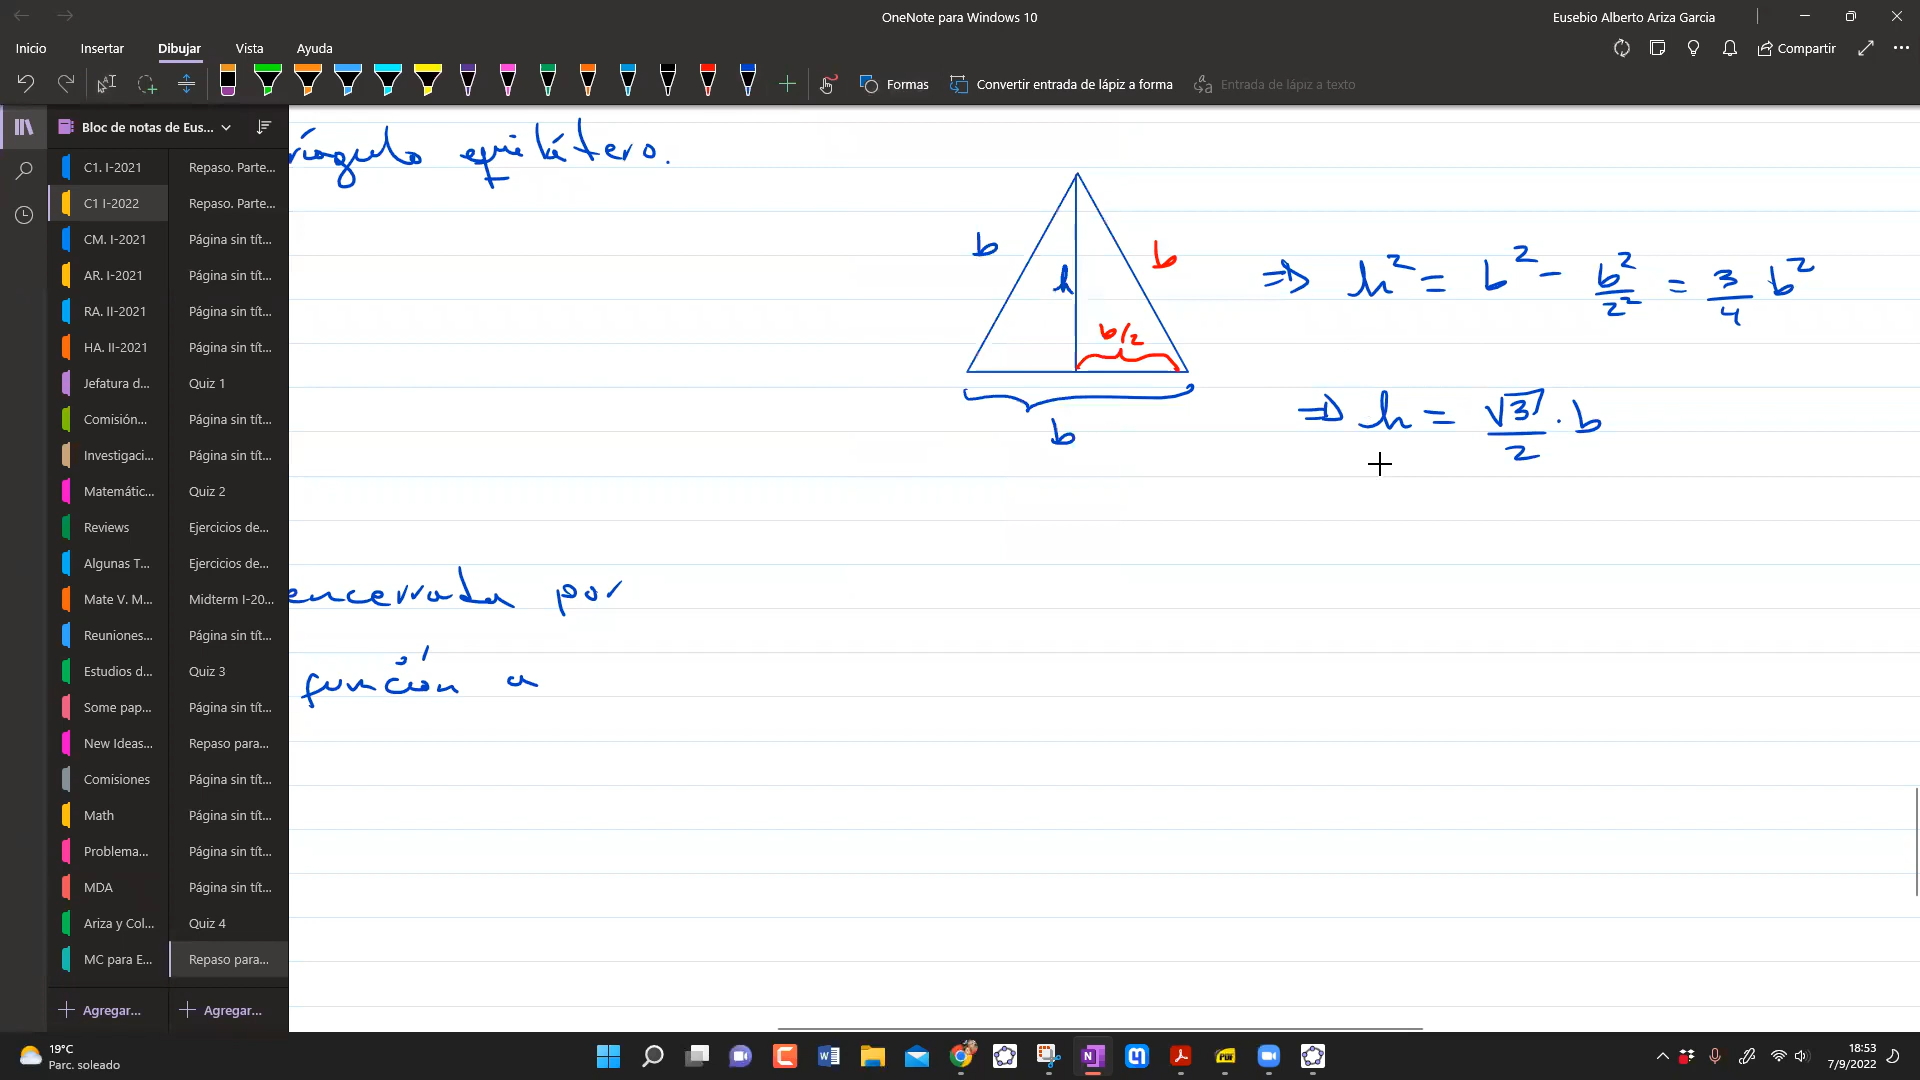 OneNote para Windows 10
Eusebio Alberto Ariza Garcia
Inicio Insertar Dibujar Vista Ayuda
Compartir
Formas
Convertir entrada de lápiz a forma
Entrada de lápiz a texto
Bloc de notas de Eus...
C1. I-2021
C1 I-2022
CM. I-2021
AR. I-2021
RA. II-2021
HA. II-2021
Jefatura d...
Comisión...
Investigaci...
Matemátic...
Reviews
Algunas T...
Mate V. M...
Reuniones...
Estudios d...
Some pap...
New Ideas...
Comisiones
Math
Problema...
MDA
Ariza y Col...
MC para E...
Agregar...
Repaso. Parte...
Repaso. Parte...
Página sin tít...
Página sin tít...
Página sin tít...
Página sin tít...
Quiz 1
Página sin tít...
Página sin tít...
Quiz 2
Ejercicios de...
Ejercicios de...
Midterm I-20...
Página sin tít...
Quiz 3
Página sin tít...
Repaso para...
Página sin tít...
Página sin tít...
Página sin tít...
Página sin tít...
Quiz 4
Repaso para...
Agregar...
ríangulo equilátero.
b
h
b
b/2
b
⇒ h² = b² - b²/2² = 3/4 b²
⇒ h = √3/2 · b
encerrada por
función a
19°C
Parc. soleado
18:53
7/9/2022